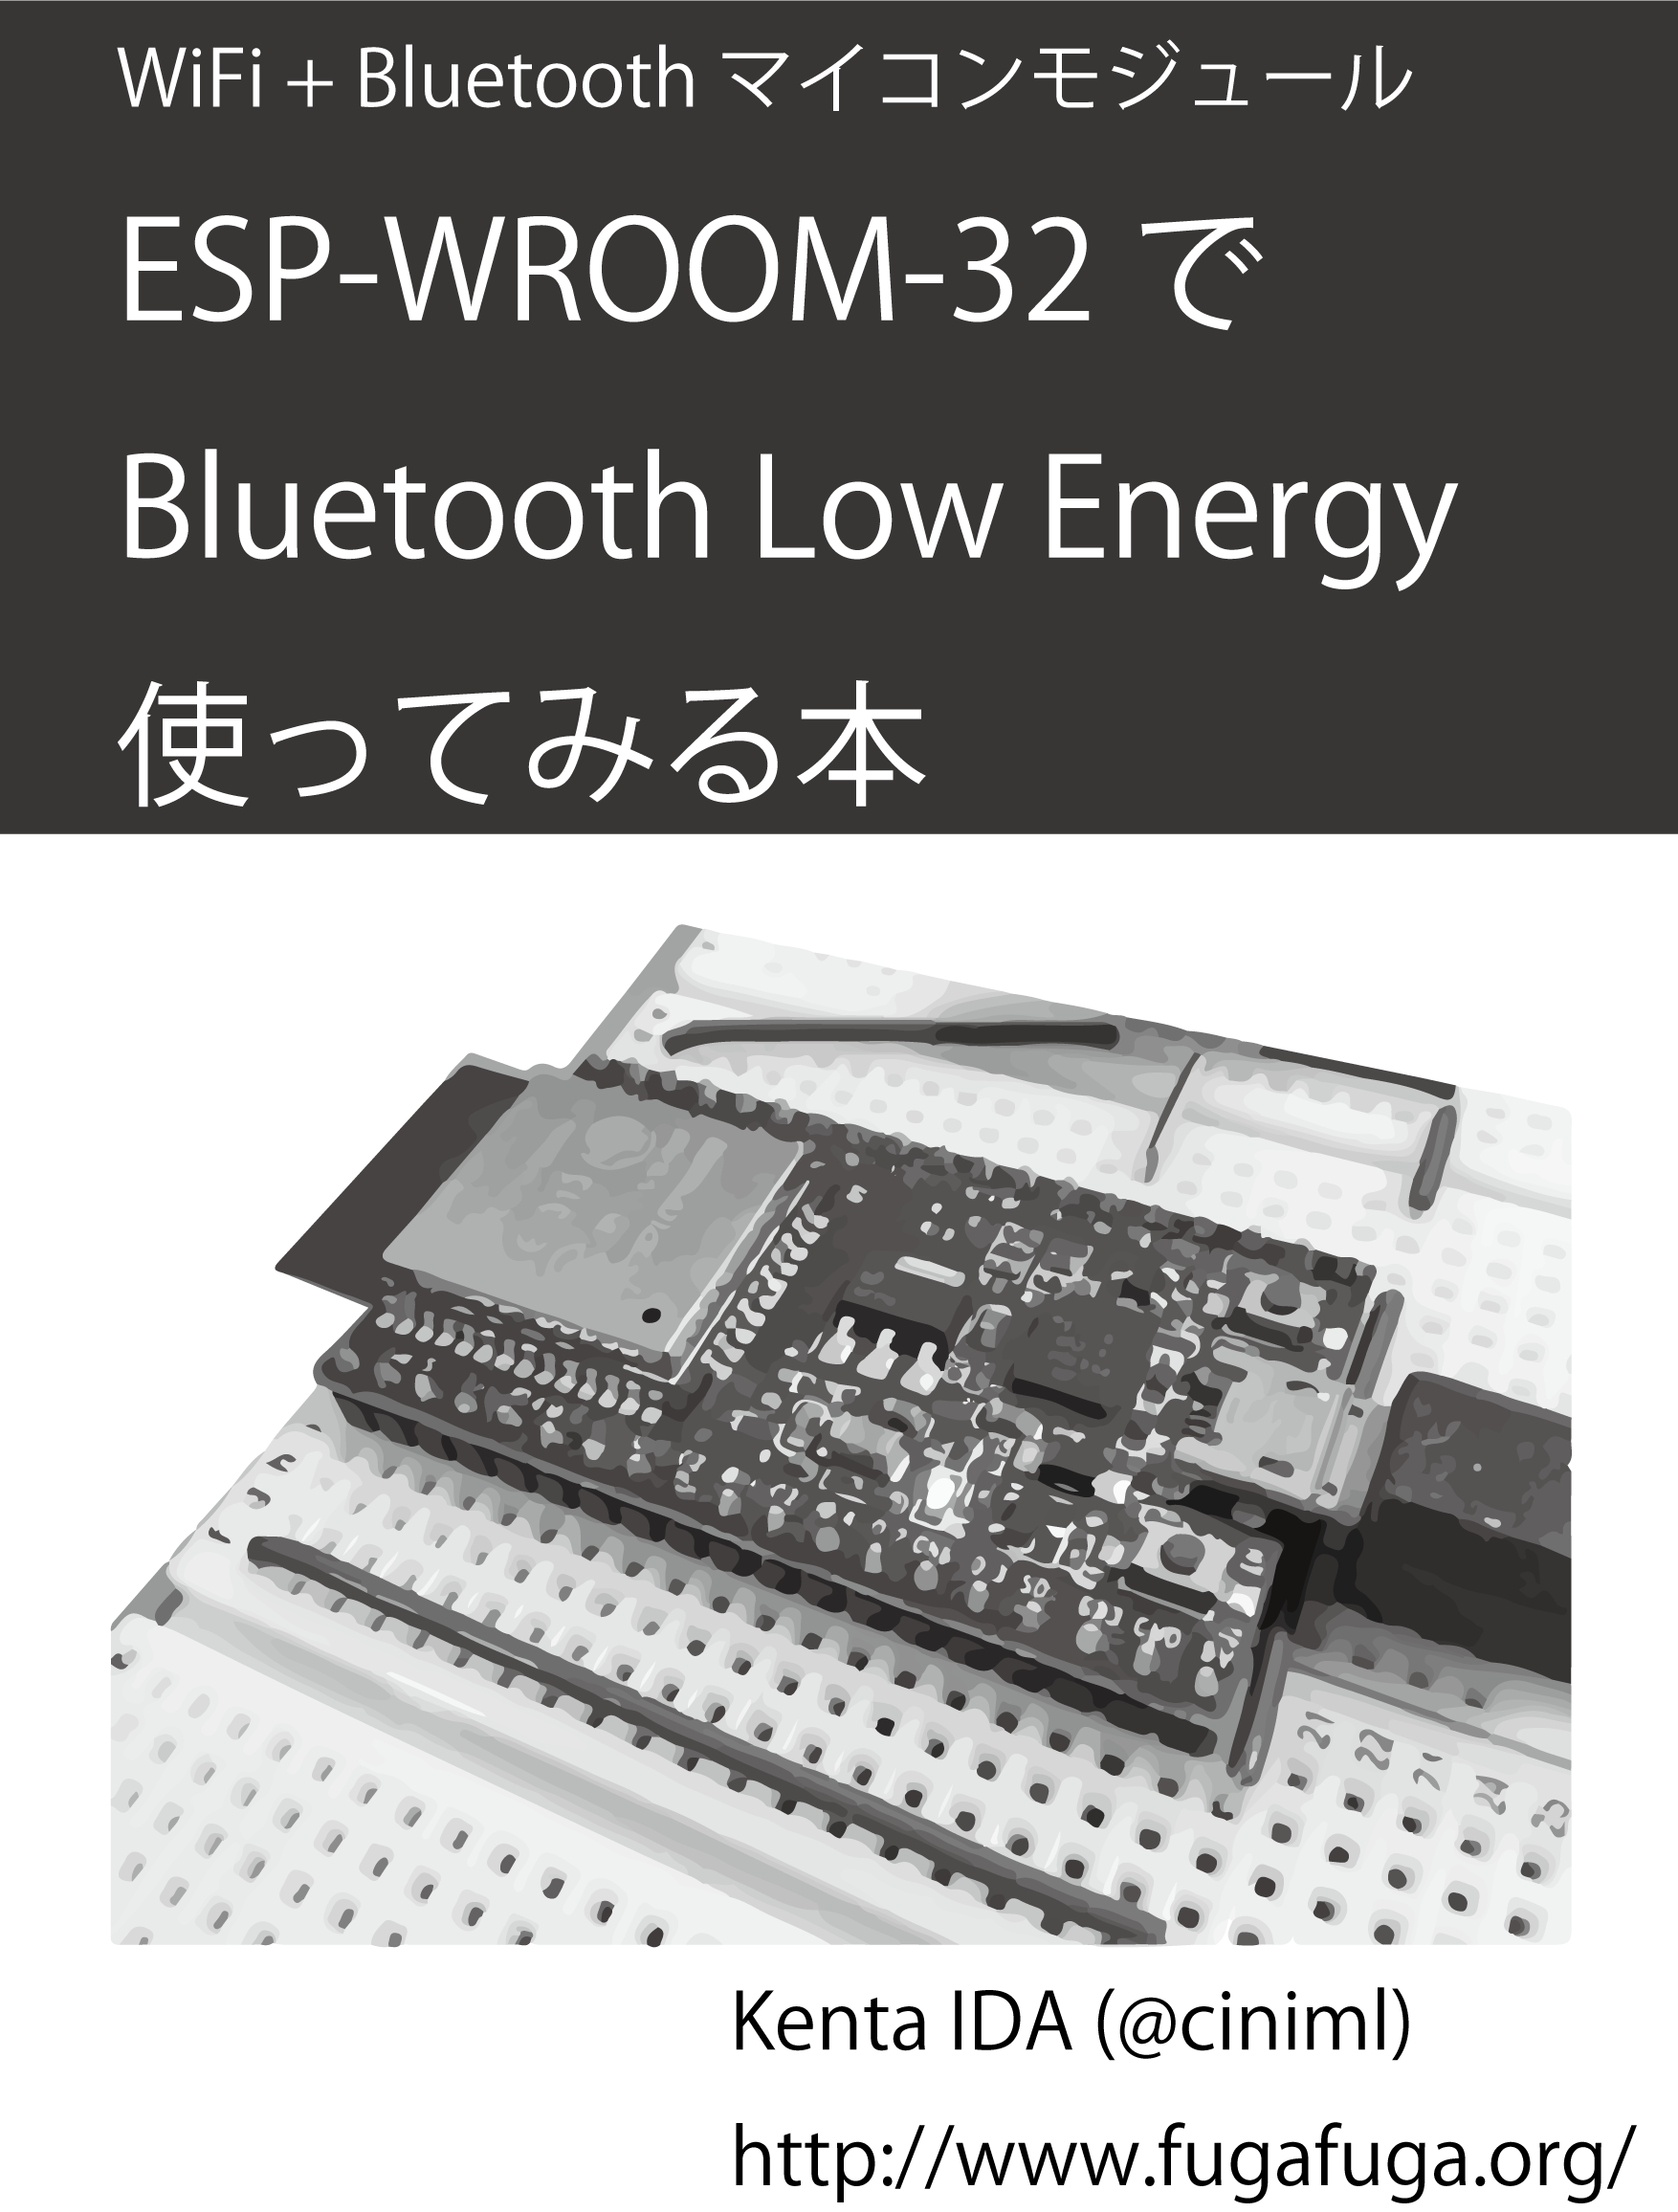 WiFi + Bluetooth マイコンモジュール
ESP-WROOM-32 で
Bluetooth Low Energy
使ってみる本
Kenta IDA (@ciniml)
http://www.fugafuga.org/